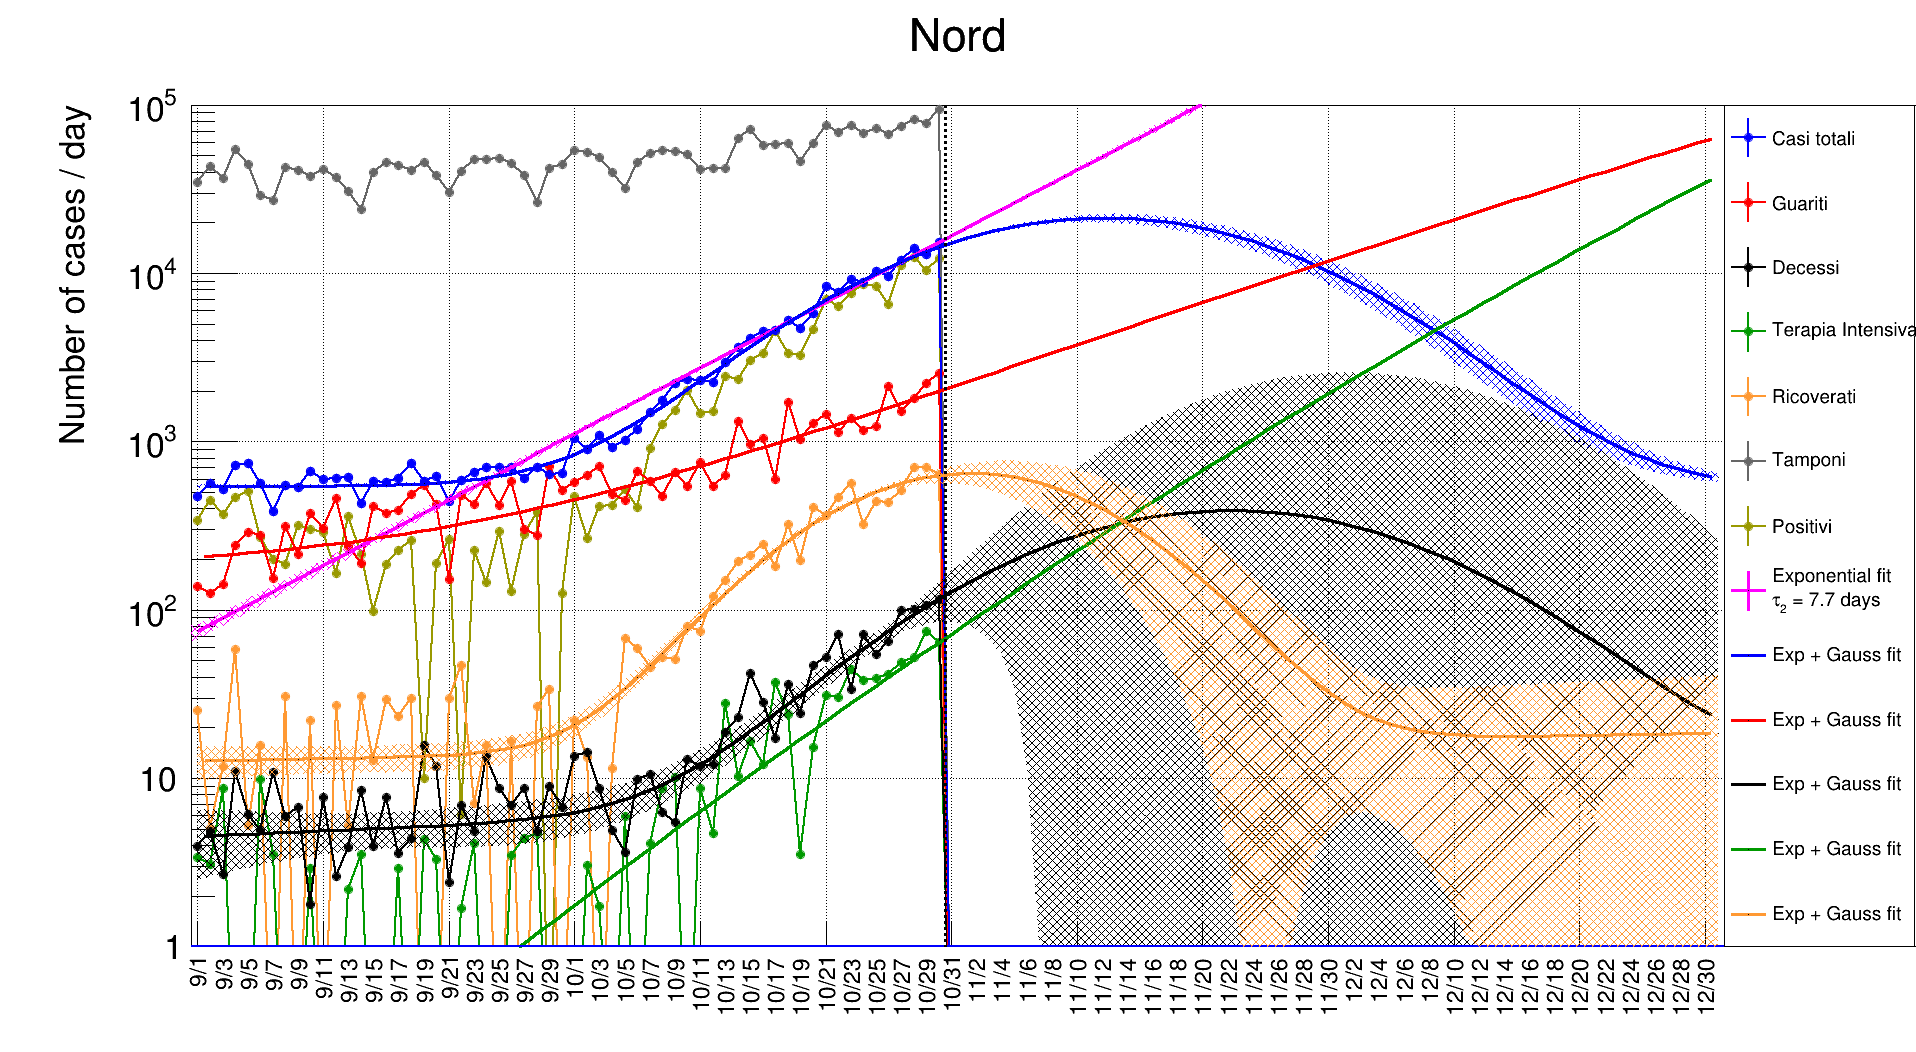 Nord
Number of cases / day
10^5
10^4
10^3
10^2
10
1
9/1 9/3 9/5 9/7 9/9 9/11 9/13 9/15 9/17 9/19 9/21 9/23 9/25 9/27 9/29 10/1 10/3 10/5 10/7 10/9 10/11 10/13 10/15 10/17 10/19 10/21 10/23 10/25 10/27 10/29 10/31 11/2 11/4 11/6 11/8 11/10 11/12 11/14 11/16 11/18 11/20 11/22 11/24 11/26 11/28 11/30 12/2 12/4 12/6 12/8 12/10 12/12 12/14 12/16 12/18 12/20 12/22 12/24 12/26 12/28 12/30
Casi totali
Guariti
Decessi
Terapia Intensiva
Ricoverati
Tamponi
Positivi
Exponential fit
τ_2 = 7.7 days
Exp + Gauss fit
Exp + Gauss fit
Exp + Gauss fit
Exp + Gauss fit
Exp + Gauss fit